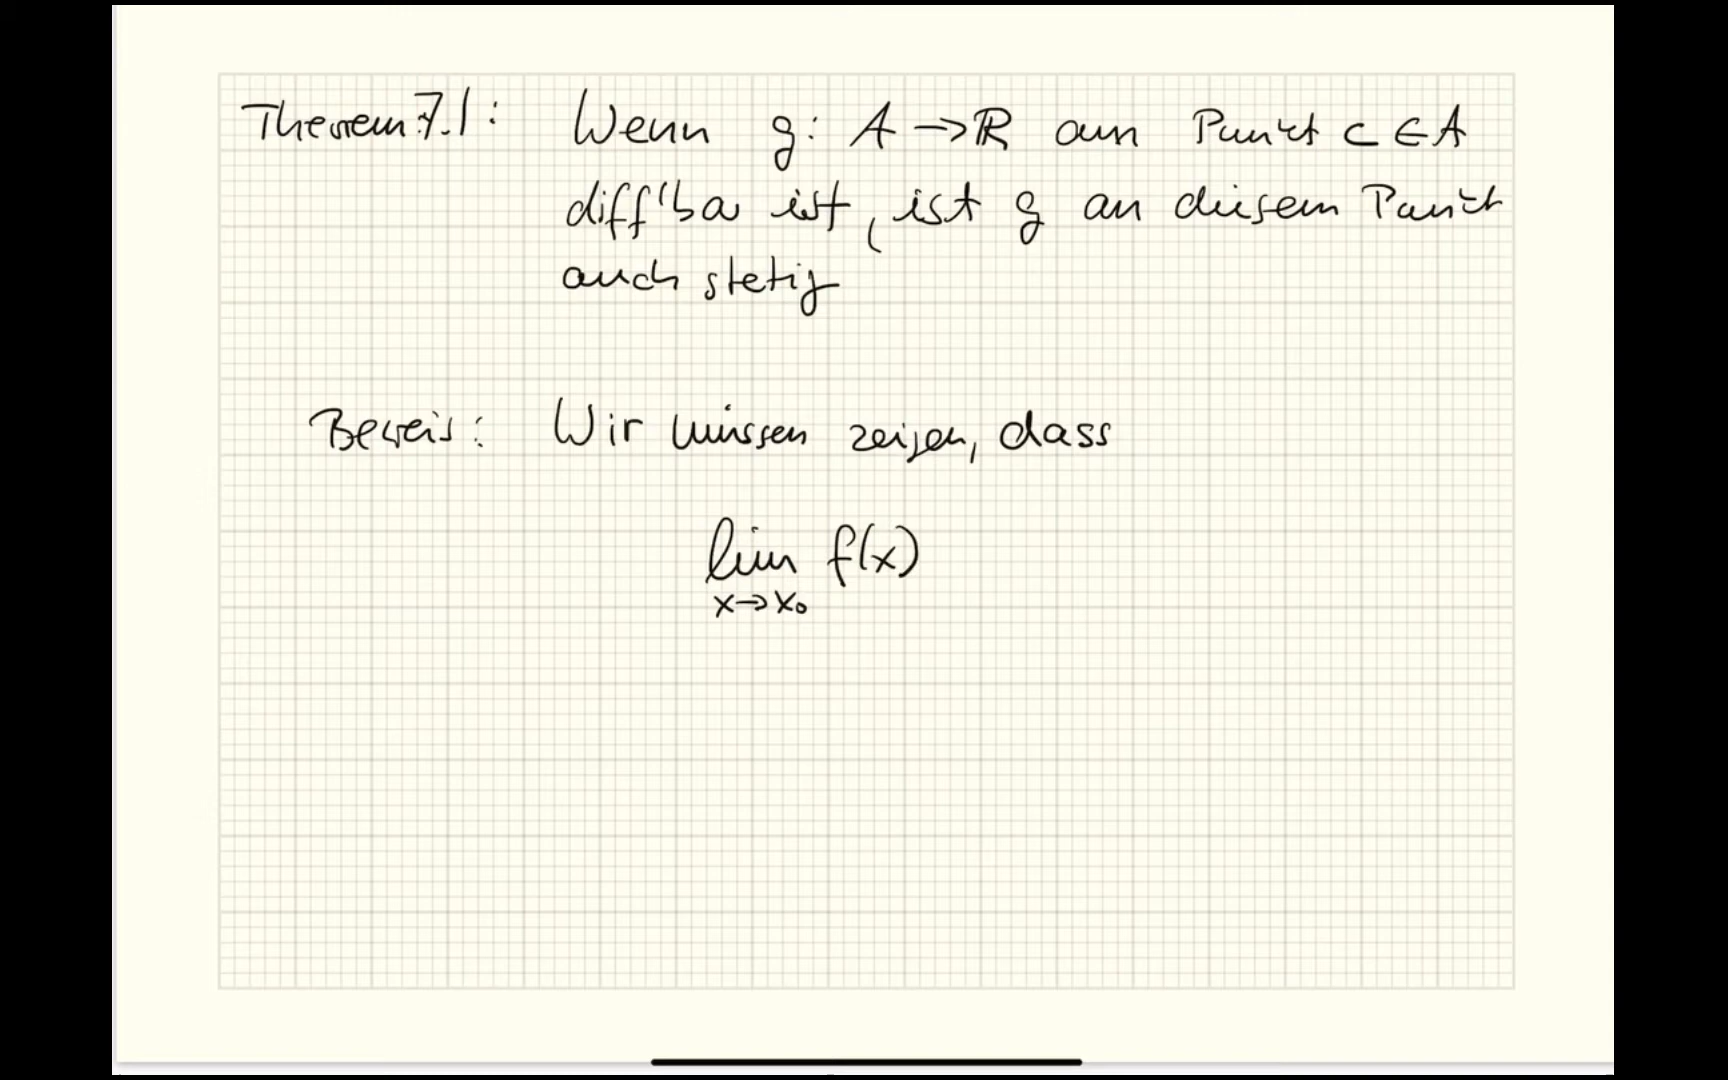 Theorem 7.1: Wenn g: A → ℝ am Punkt c ∈ A
diff'ba ist, ist g an diesem Punkt
auch stetig
Beweis: Wir müssen zeigen, dass
lim f(x)
x→x₀